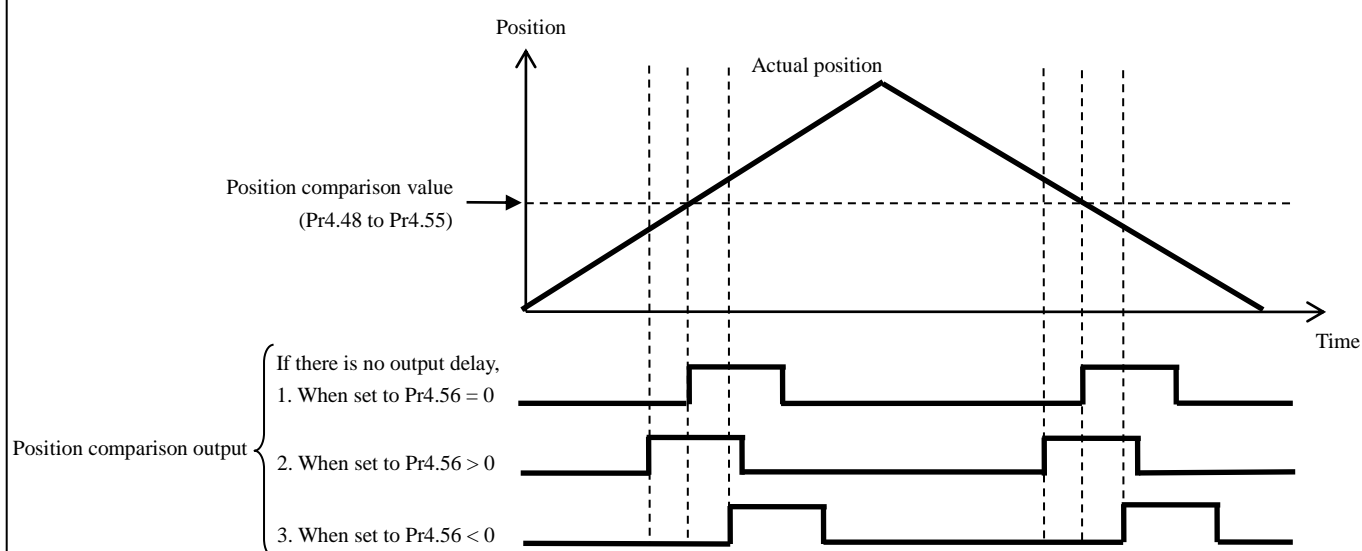 Position
Actual position
Position comparison value
(Pr4.48 to Pr4.55)
Time
If there is no output delay,
1. When set to Pr4.56 = 0
Position comparison output
2. When set to Pr4.56 > 0
3. When set to Pr4.56 < 0